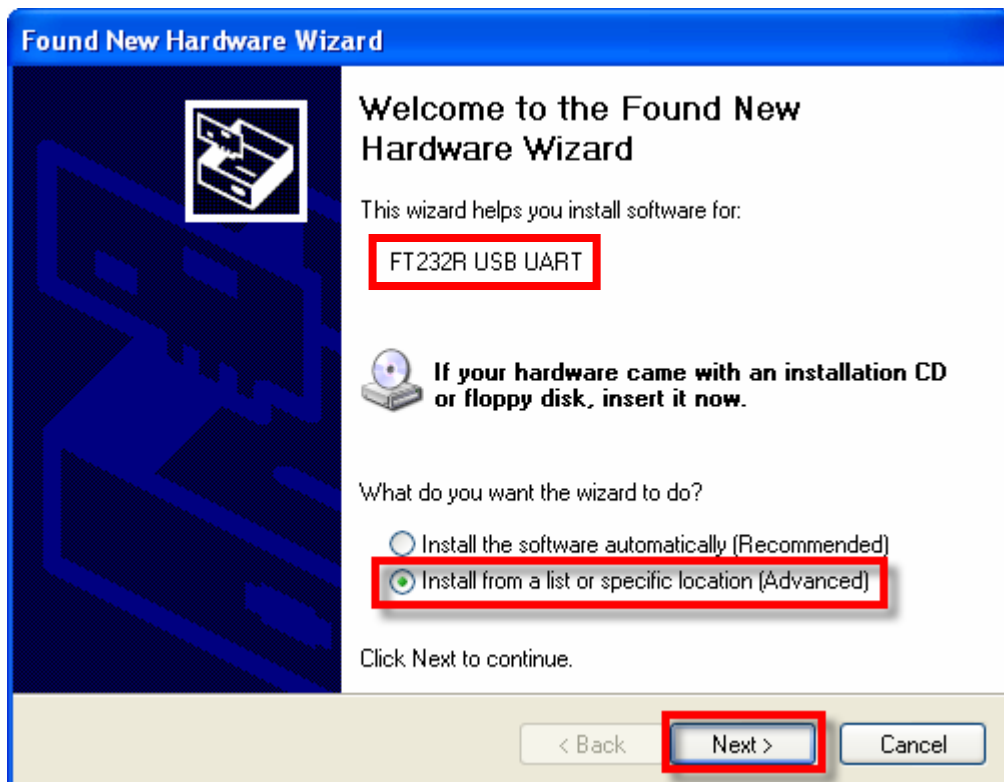 Found New Hardware Wizard
Welcome to the Found New
Hardware Wizard
This wizard helps you install software for:
FT232R USB UART
If your hardware came with an installation CD
or floppy disk, insert it now.
What do you want the wizard to do?
Install the software automatically (Recommended)
Install from a list or specific location (Advanced)
Click Next to continue.
< Back
Next >
Cancel